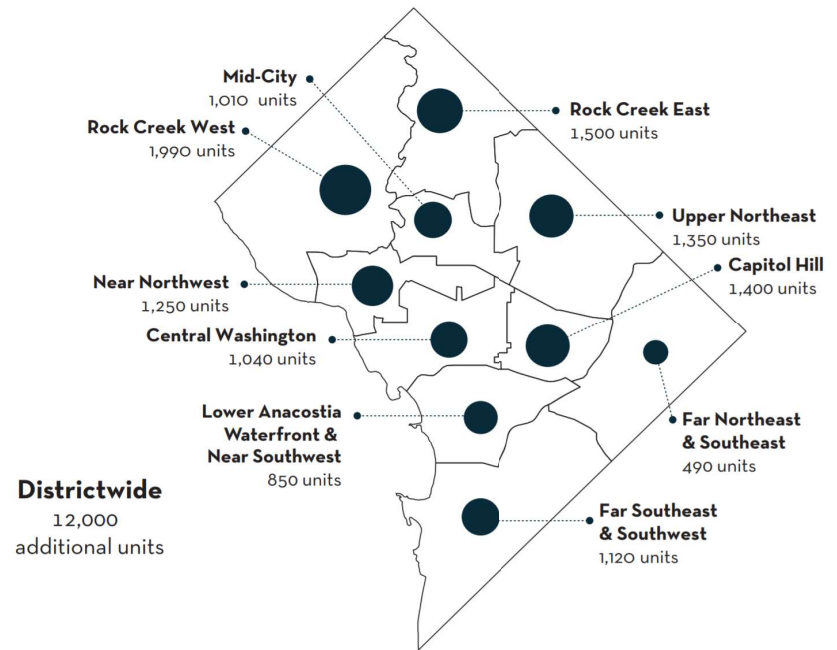 Mid-City
1,010 units
Rock Creek West
1,990 units
Rock Creek East
1,500 units
Upper Northeast
1,350 units
Near Northwest
1,250 units
Capitol Hill
1,400 units
Central Washington
1,040 units
Lower Anacostia
Waterfront &
Near Southwest
850 units
Far Northeast
& Southeast
490 units
Districtwide
12,000
additional units
Far Southeast
& Southwest
1,120 units